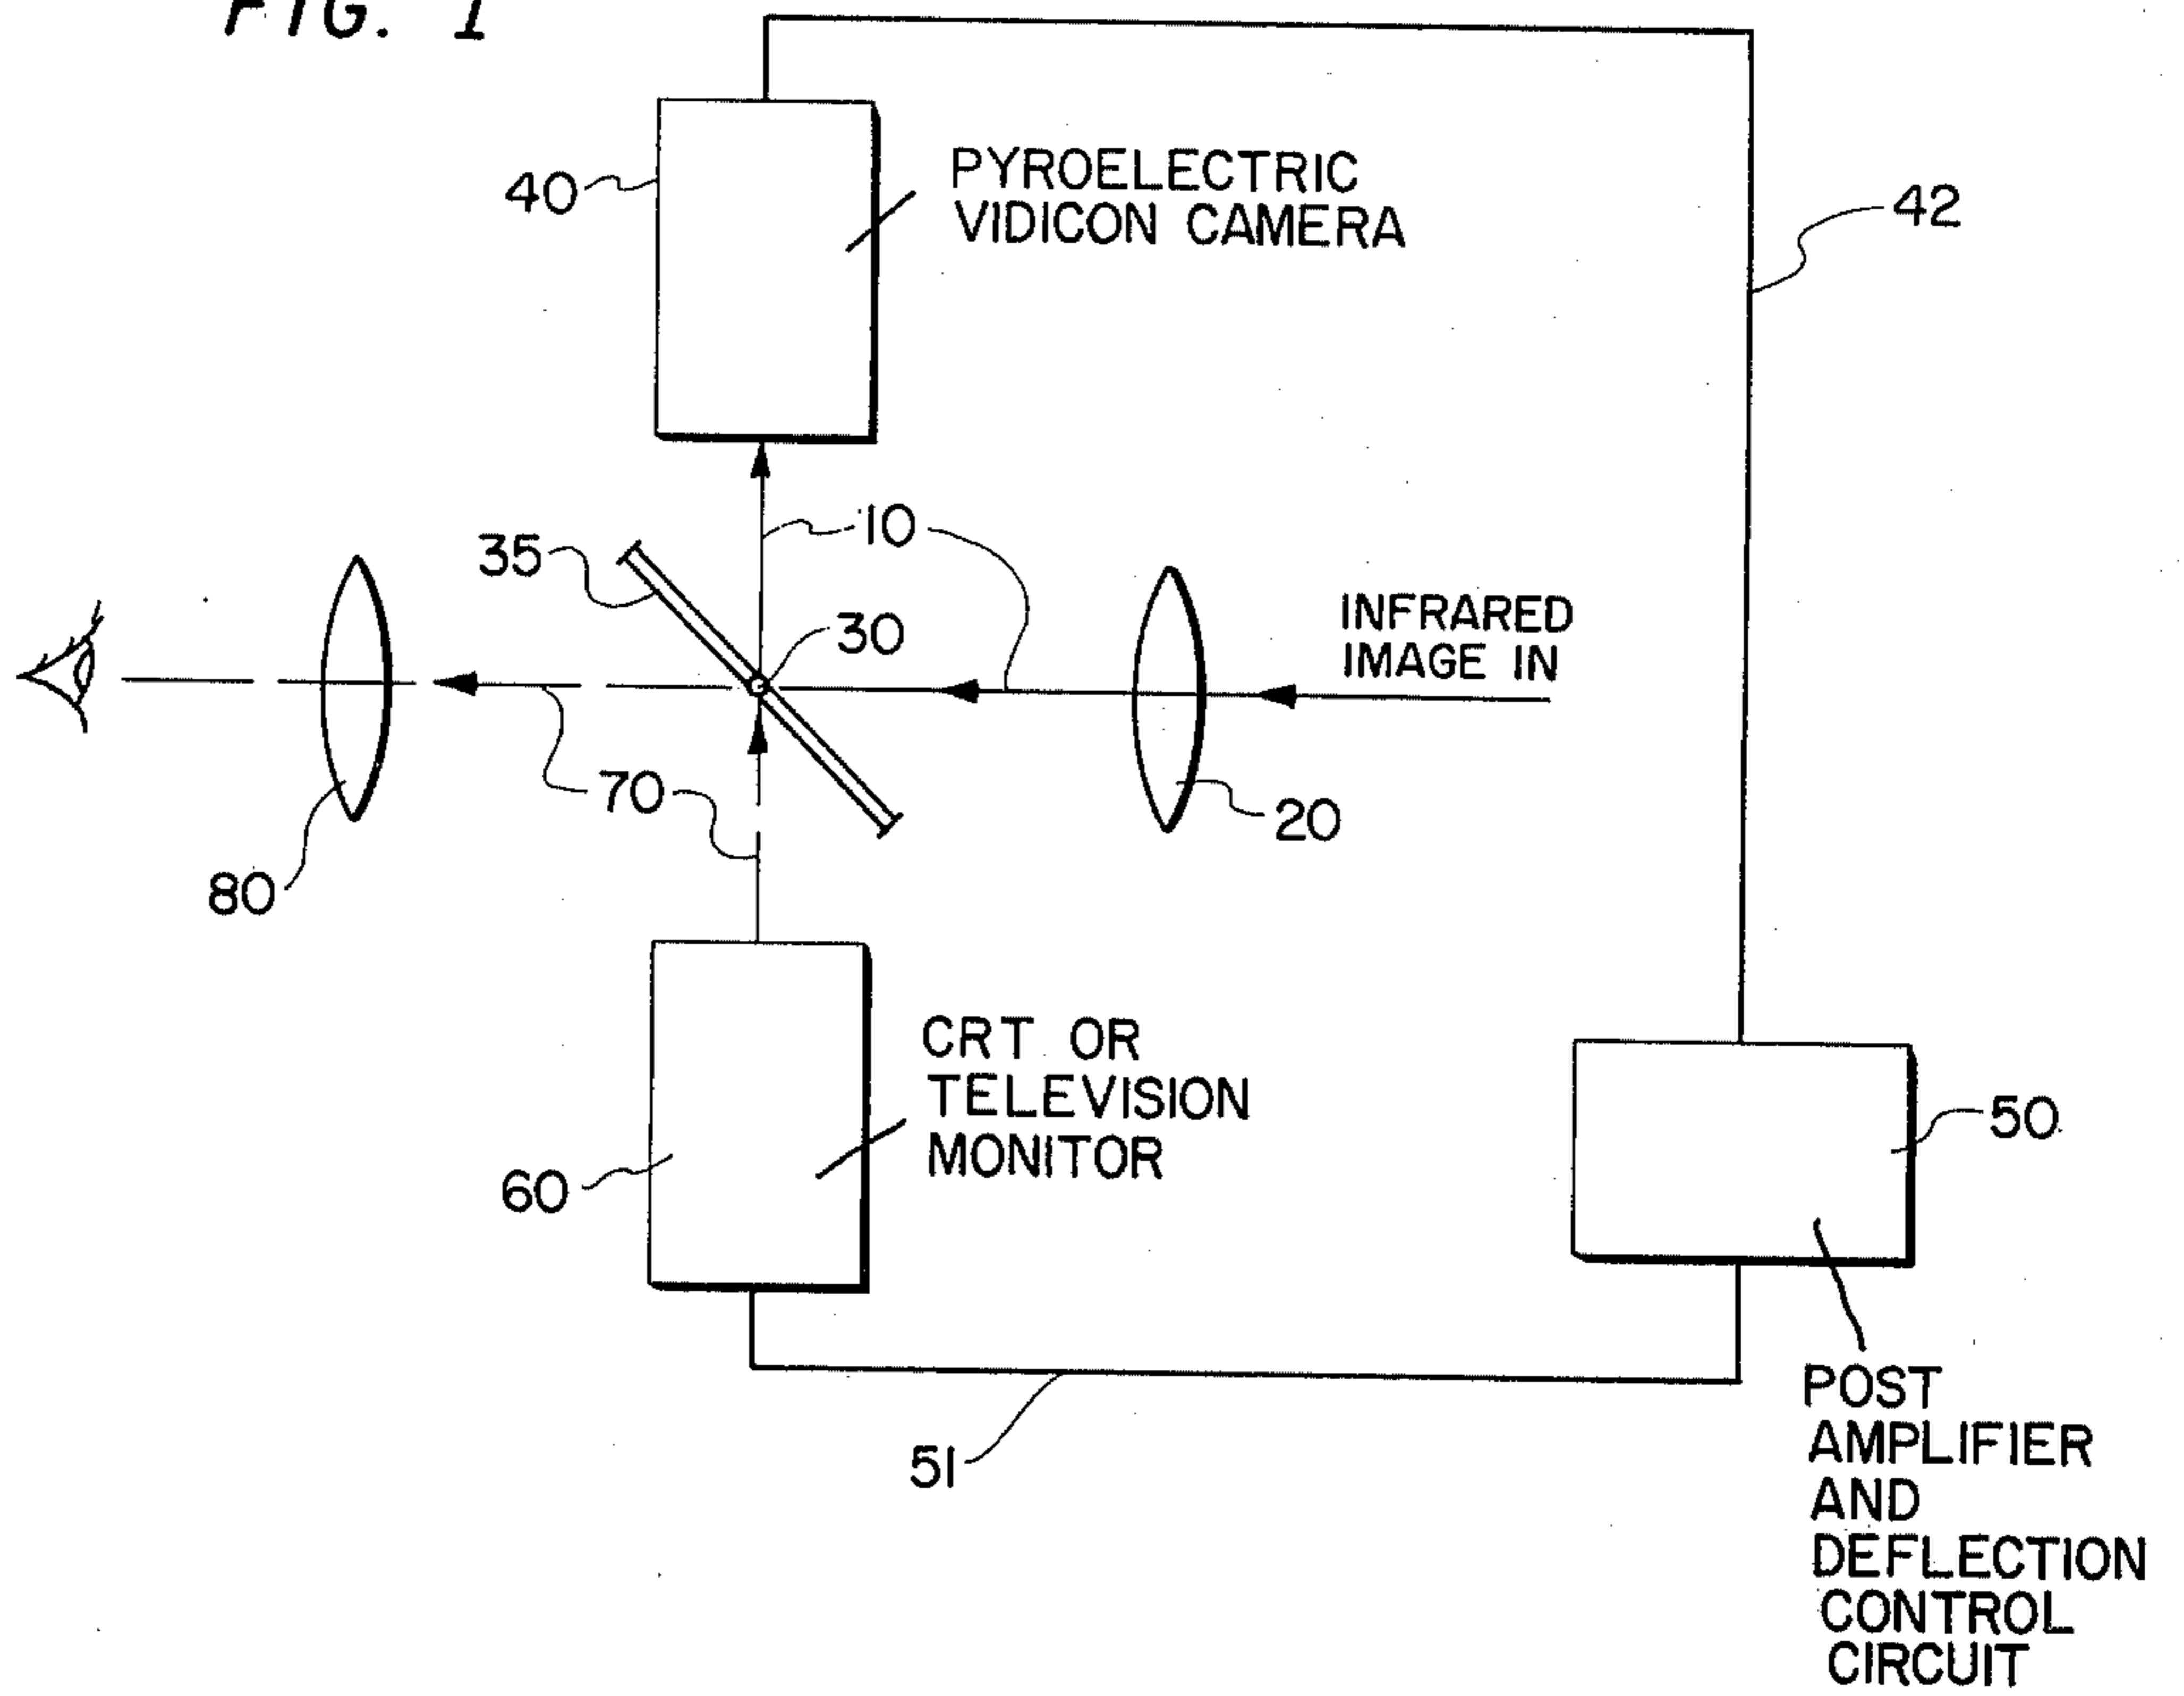 FIG. 1
PYROELECTRIC
VIDICON CAMERA
40
42
10
35
30
INFRARED
IMAGE IN
70
20
80
CRT OR
TELEVISION
MONITOR
60
50
51
POST
AMPLIFIER
AND
DEFLECTION
CONTROL
CIRCUIT